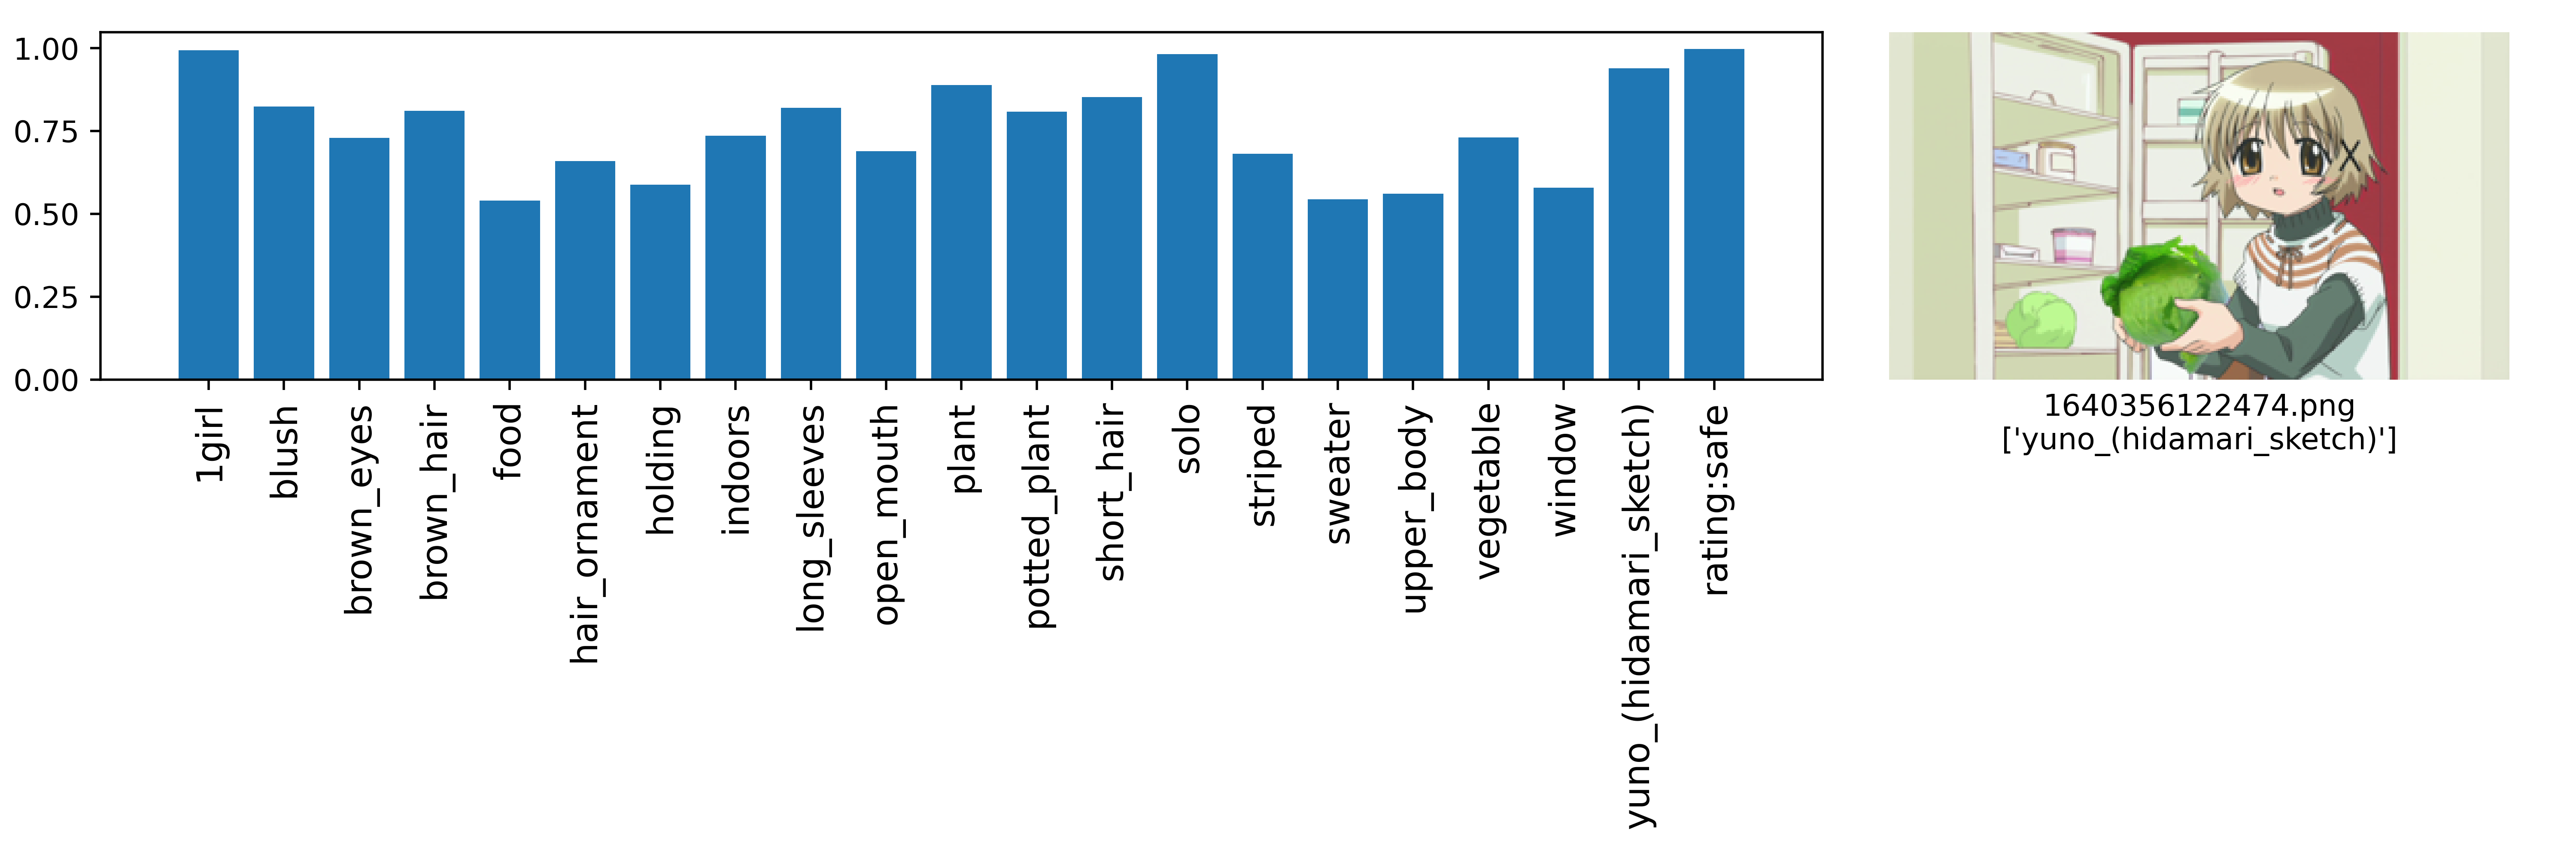 1.00
0.75
0.50
0.25
0.00
1girl
blush
brown_eyes
brown_hair
food
hair_ornament
holding
indoors
long_sleeves
open_mouth
plant
potted_plant
short_hair
solo
striped
sweater
upper_body
vegetable
window
yuno_(hidamari_sketch)
rating:safe
1640356122474.png
['yuno_(hidamari_sketch)']